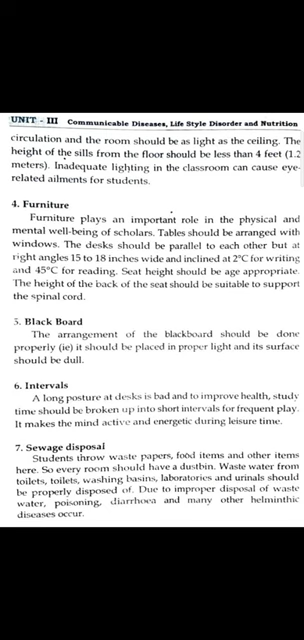 UNIT - III Communicable Diseases, Life Style Disorder and Nutrition
circulation and the room should be as light as the ceiling. The
height of the sills from the floor should be less than 4 feet (1.2
meters). Inadequate lighting in the classroom can cause eye-
related ailments for students.
4. Furniture
Furniture plays an important role in the physical and
mental well-being of scholars. Tables should be arranged with
windows. The desks should be parallel to each other but at
right angles 15 to 18 inches wide and inclined at 2°C for writing
and 45°C for reading. Seat height should be age appropriate.
The height of the back of the seat should be suitable to support
the spinal cord.
5. Black Board
The arrangement of the blackboard should be done
properly (ie) it should be placed in proper light and its surface
should be dull.
6. Intervals
A long posture at desks is bad and to improve health, study
time should be broken up into short intervals for frequent play.
It makes the mind active and energetic during leisure time.
7. Sewage disposal
Students throw waste papers, food items and other items
here. So every room should have a dustbin. Waste water from
toilets, toilets, washing basins, laboratories and urinals should
be properly disposed of. Due to improper disposal of waste
water, poisoning, diarrhoea and many other helminthic
diseases occur.